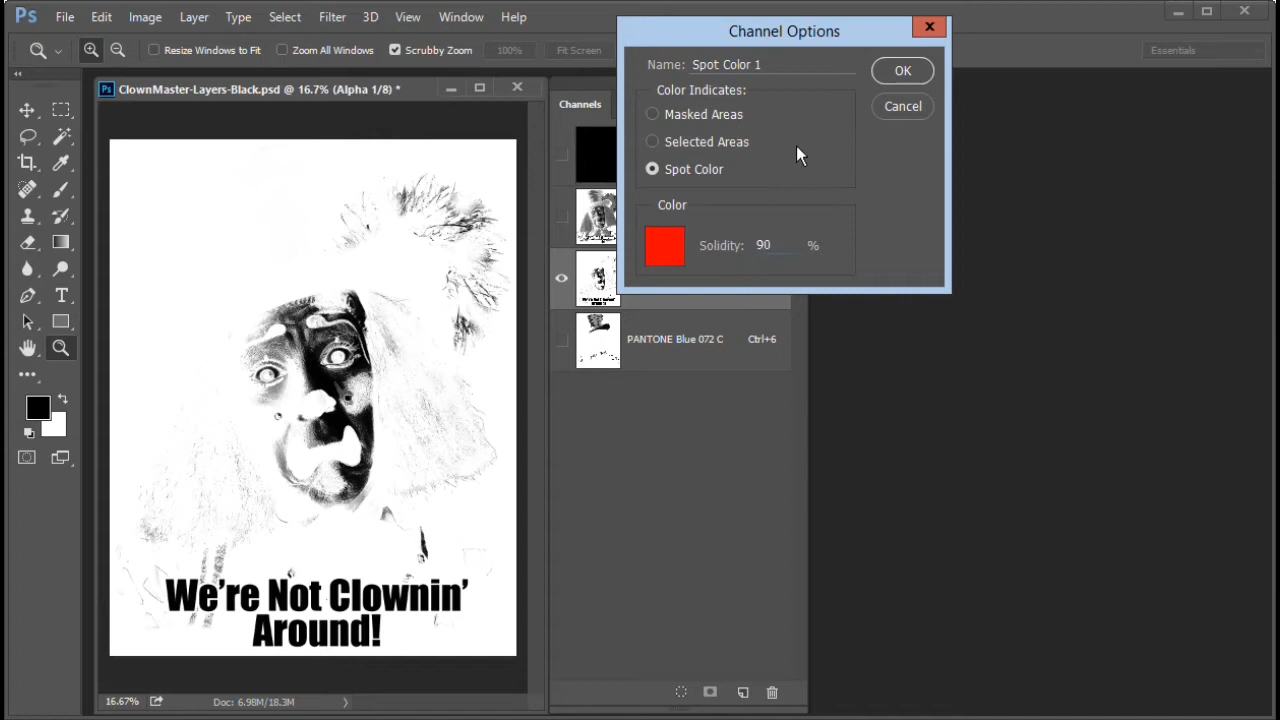 Ps File Edit Image Layer Type Select Filter 3D View Window Help
Resize Windows to Fit Zoom All Windows Scrubby Zoom 100% Fit Screen Essentials
Ps ClownMaster-Layers-Black.psd @ 16.7% (Alpha 1/8) *
Channels
Channel Options
Name: Spot Color 1
OK
Color Indicates:
Cancel
Masked Areas
Selected Areas
Spot Color
Color
Solidity: 90 %
PANTONE Blue 072 C Ctrl+6
We're Not Clownin'
Around!
16.67% Doc: 6.98M/18.3M